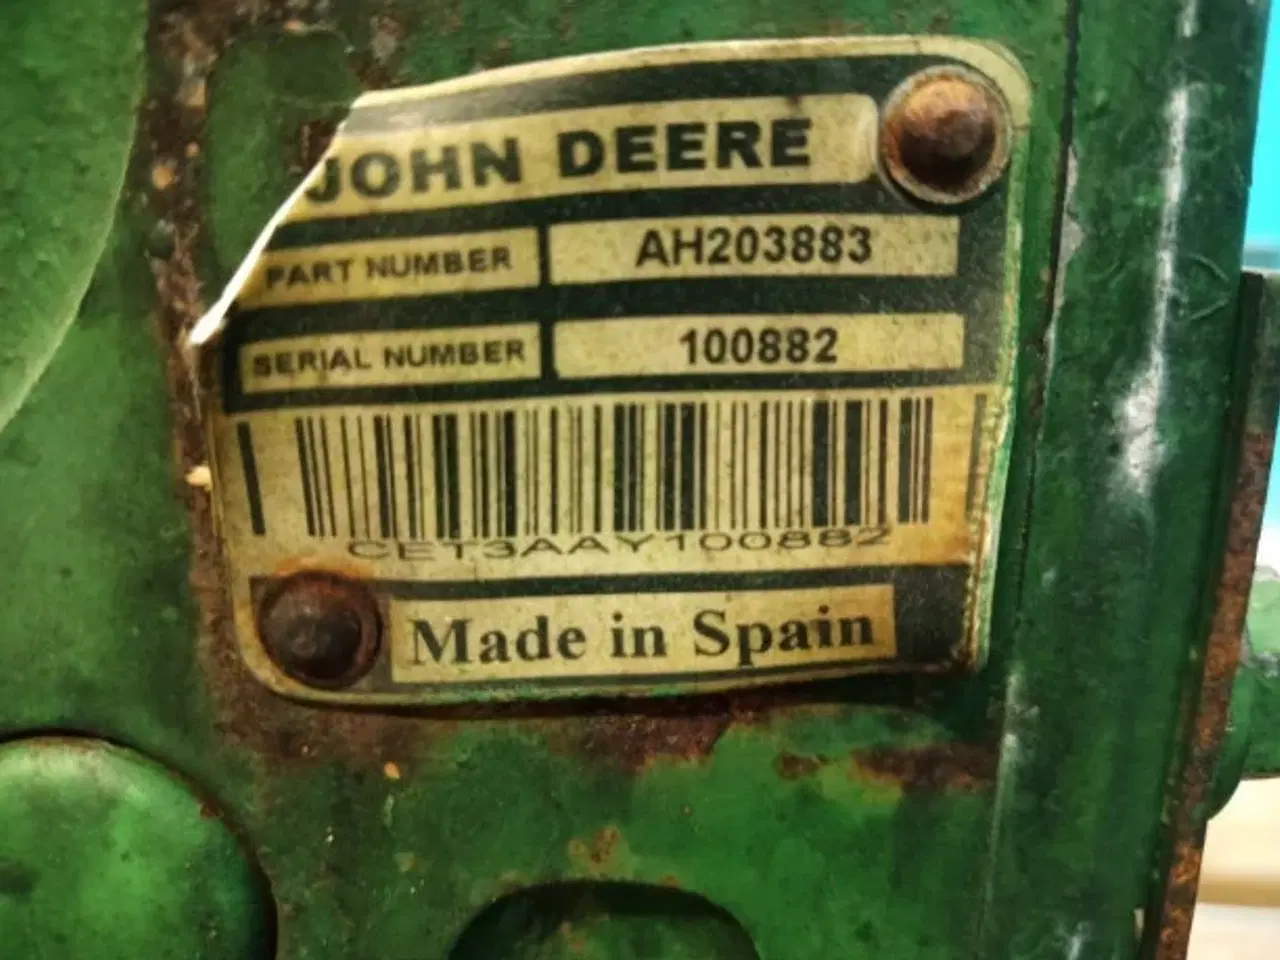 JOHN DEERE
PART NUMBER AH203883
SERIAL NUMBER 100882
CET3AAY100882
Made in Spain